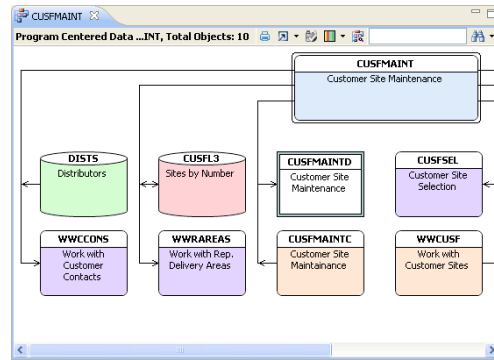 CUSFMAINT
Program Centered Data ...INT, Total Objects: 10
CUSFMAINT
Customer Site Maintenance
DISTS
Distributors
CUSFL3
Sites by Number
CUSFMAINTD
Customer Site
Maintenance
CUSFSEL
Customer Site
Selection
WWCCONS
Work with
Customer
Contacts
WWRAREAS
Work with Rep.
Delivery Areas
CUSFMAINTC
Customer Site
Maintainance
WWCUSF
Work with
Customer Sites